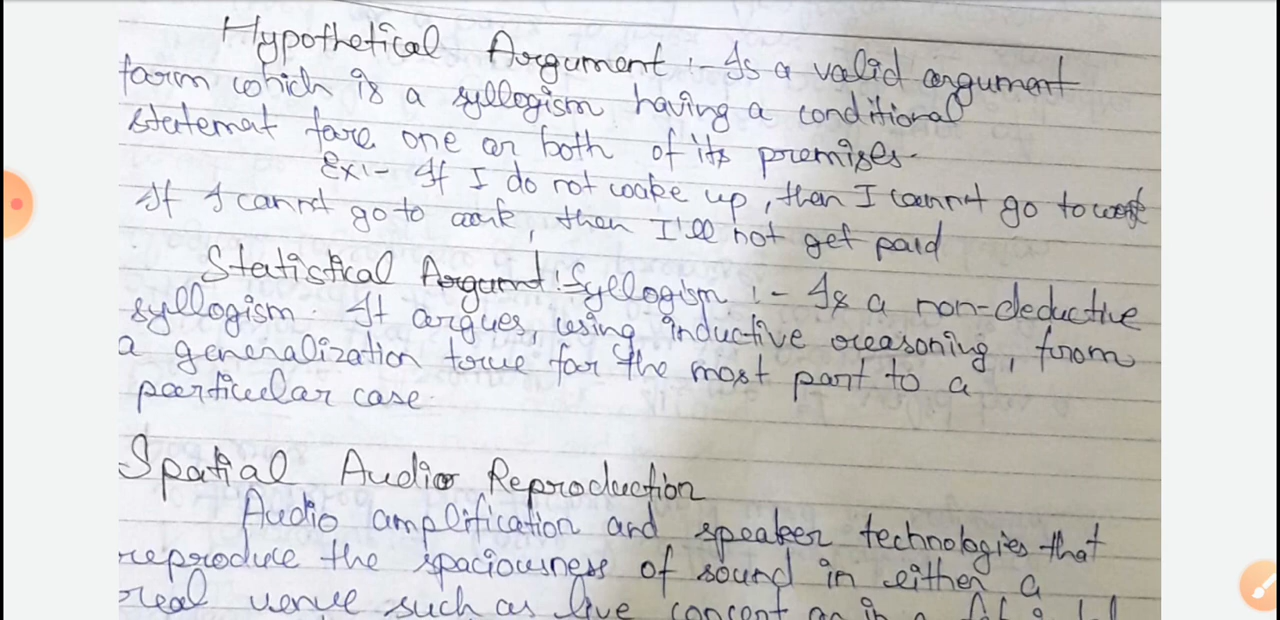 Hypothetical Argument :- Is a valid argument
form which is a syllogism having a conditional
statemat fore one or both of its premises.
Ex:- If I do not wake up, then I cannot go to work
If I cannot go to work, then I'll not get paid
Statistical Argument: Syllogism :- Is a non-deductive
syllogism. It argues, using inductive reasoning, from
a generalization true for the most part to a
particular case.
Spatial Audio Reproduction
Audio amplification and speaker technologies that
reproduce the spaciousness of sound in either a
real venue such as live concert or in a